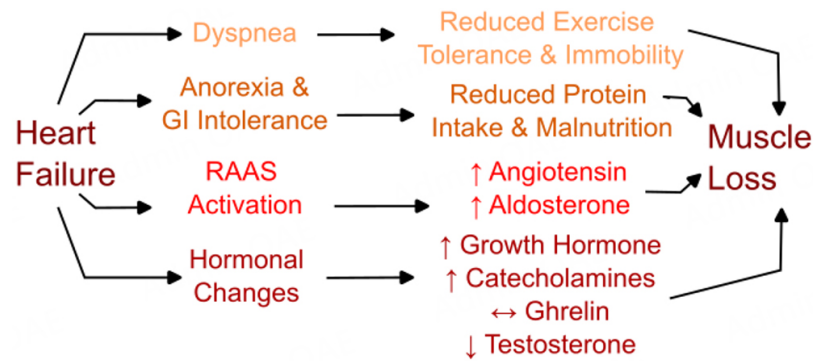 Heart
Failure
Dyspnea
Reduced Exercise
Tolerance & Immobility
Anorexia &
GI Intolerance
Reduced Protein
Intake & Malnutrition
RAAS
Activation
↑ Angiotensin
↑ Aldosterone
Hormonal
Changes
↑ Growth Hormone
↑ Catecholamines
↔ Ghrelin
↓ Testosterone
Muscle
Loss